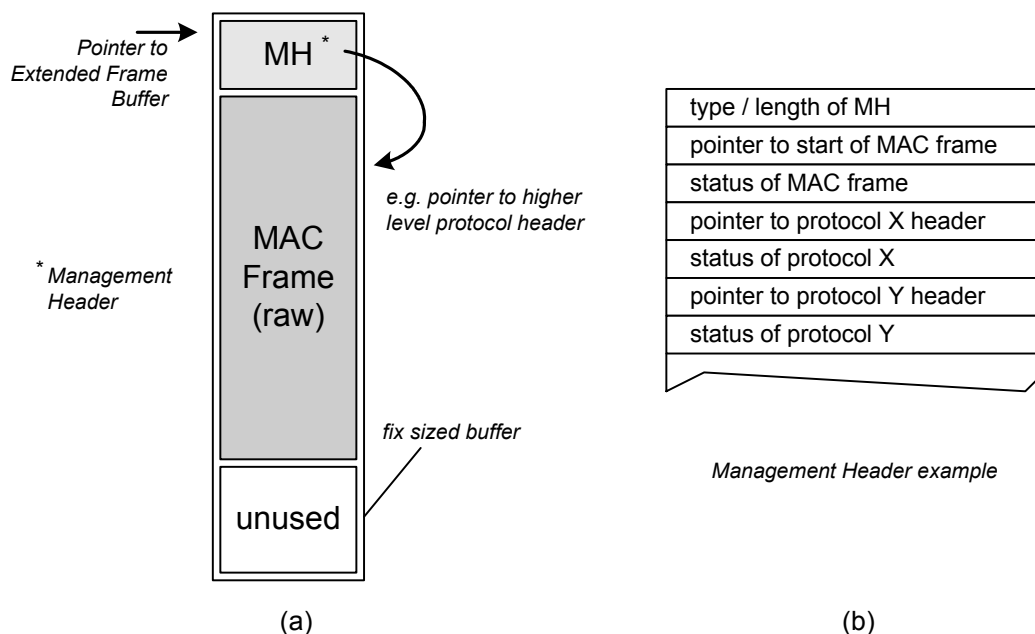 Pointer to
Extended Frame
Buffer
MH *
e.g. pointer to higher
level protocol header
MAC
Frame
(raw)
* Management
Header
fix sized buffer
unused
(a)
type / length of MH
pointer to start of MAC frame
status of MAC frame
pointer to protocol X header
status of protocol X
pointer to protocol Y header
status of protocol Y
Management Header example
(b)